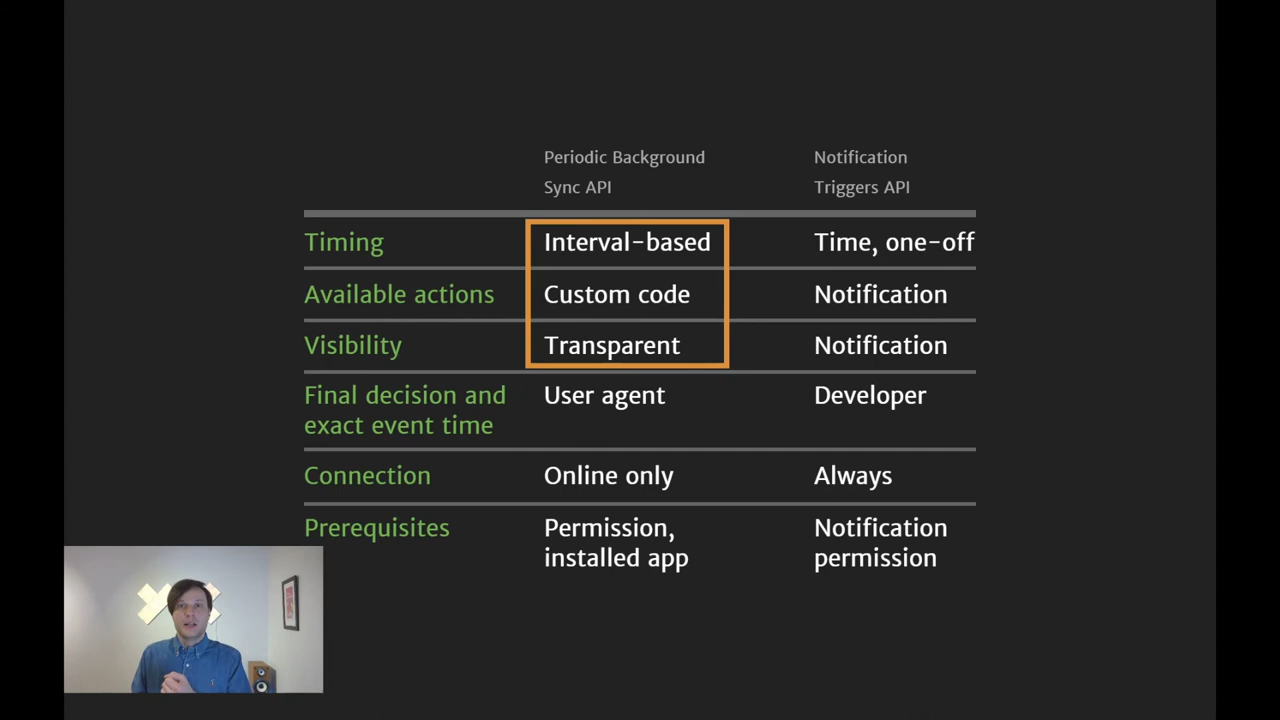 Periodic Background
Sync API
Notification
Triggers API
Timing
Interval-based
Time, one-off
Available actions
Custom code
Notification
Visibility
Transparent
Notification
Final decision and
exact event time
User agent
Developer
Connection
Online only
Always
Prerequisites
Permission,
installed app
Notification
permission